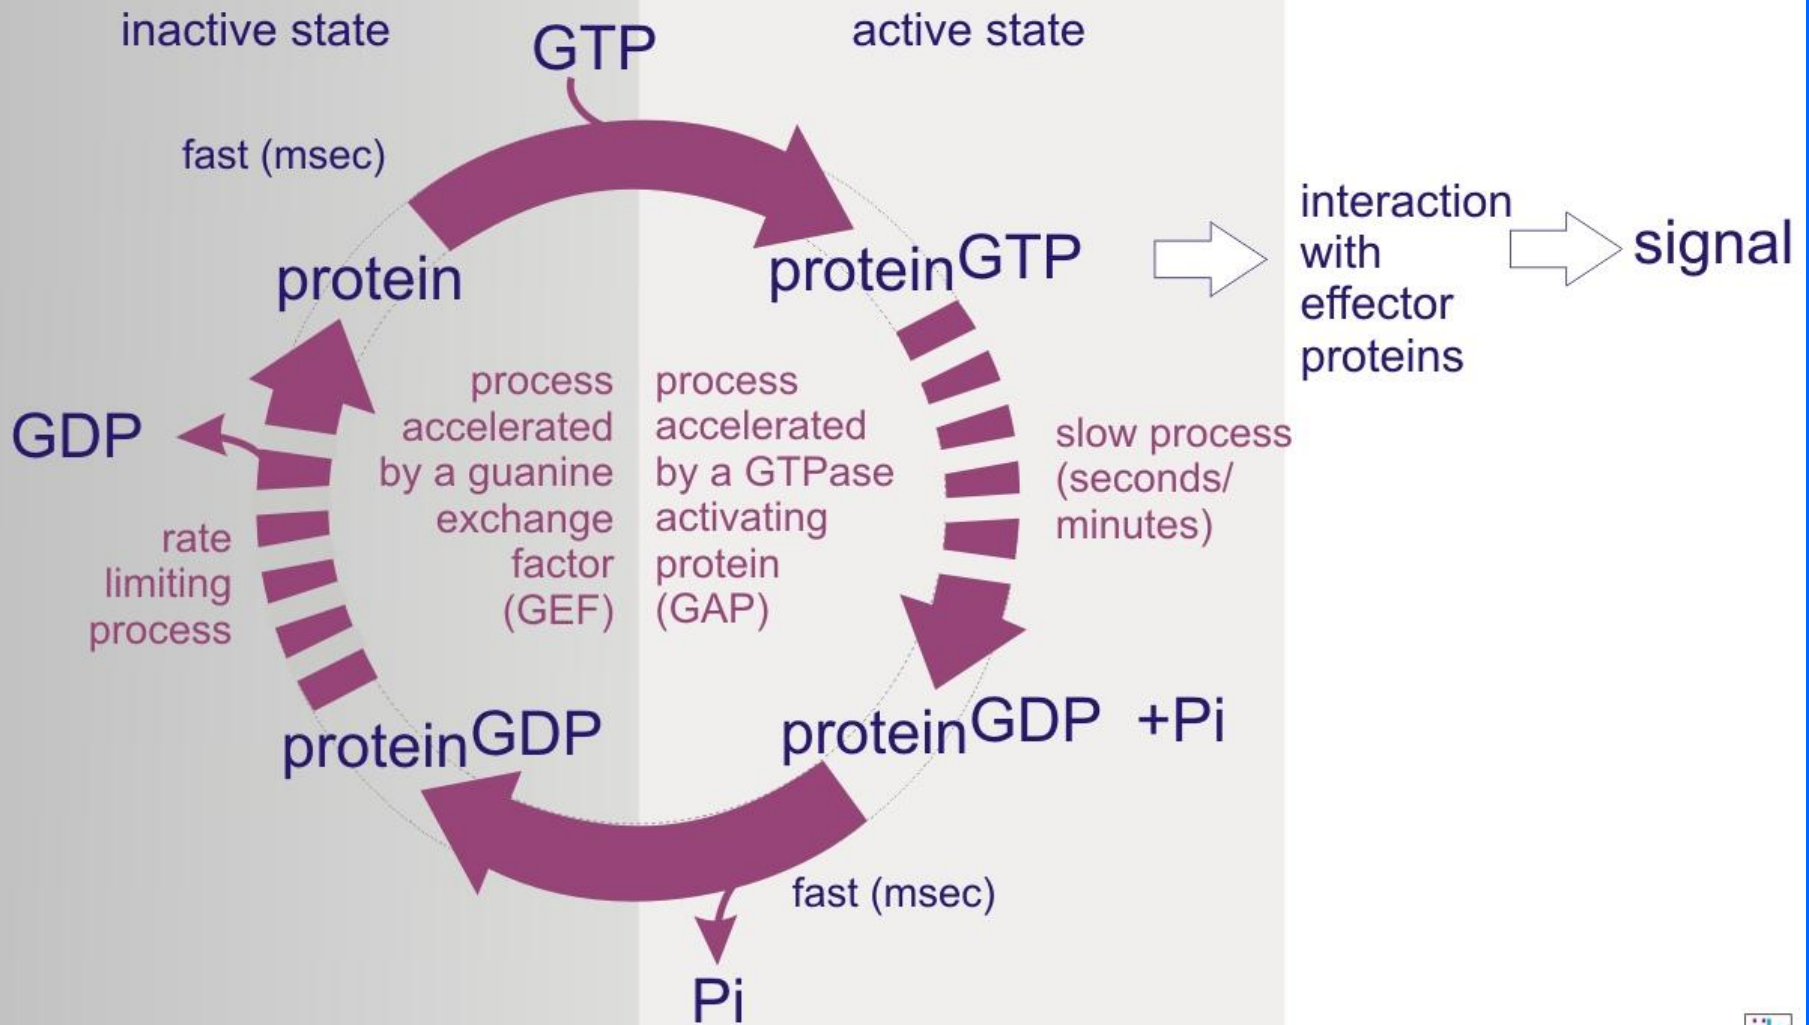 inactive state
GTP
active state
fast (msec)
protein
proteinGTP
interaction
with
effector
proteins
signal
GDP
process
accelerated
by a guanine
exchange
factor
(GEF)
process
accelerated
by a GTPase
activating
protein
(GAP)
slow process
(seconds/
minutes)
rate
limiting
process
proteinGDP
proteinGDP +Pi
fast (msec)
Pi